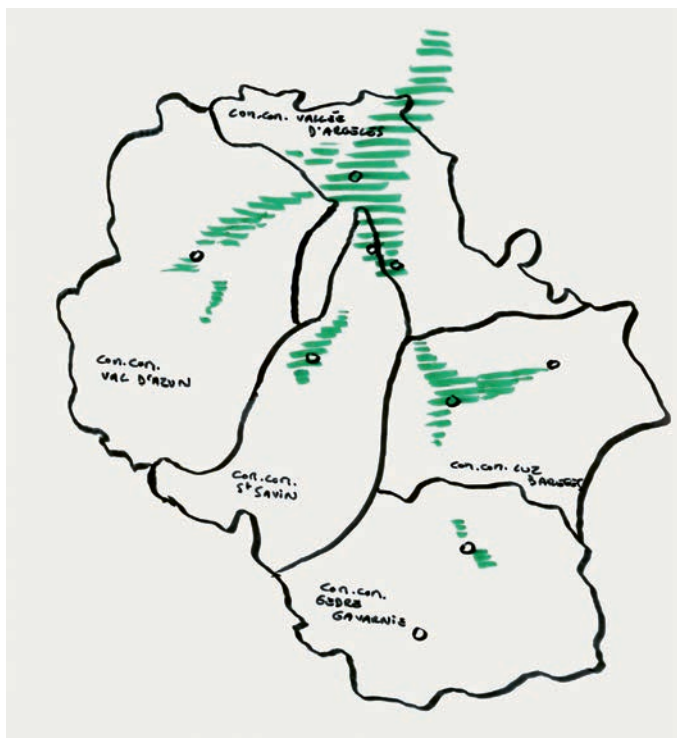 com.com. VALLÉE
D'ARGELES
com.com.
VAL D'AZUN
com.com.
St SAVIN
com.com. LUZ
BAREGES
com.com.
GEDRE
GAVARNIE